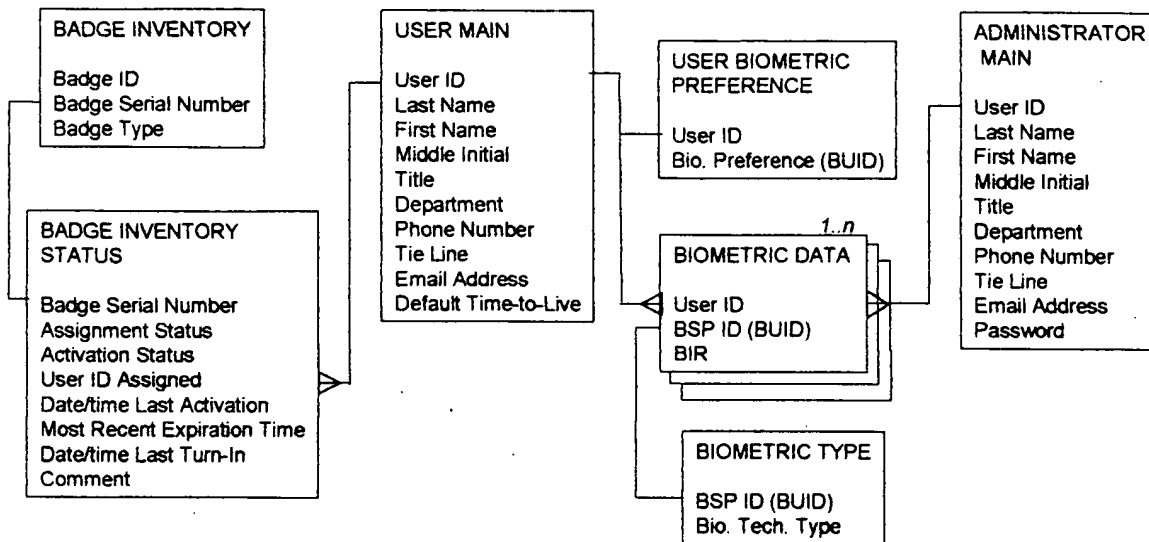 BADGE INVENTORY
Badge ID
Badge Serial Number
Badge Type
BADGE INVENTORY
STATUS
Badge Serial Number
Assignment Status
Activation Status
User ID Assigned
Date/time Last Activation
Most Recent Expiration Time
Date/time Last Turn-In
Comment
USER MAIN
User ID
Last Name
First Name
Middle Initial
Title
Department
Phone Number
Tie Line
Email Address
Default Time-to-Live
USER BIOMETRIC
PREFERENCE
User ID
Bio. Preference (BUID)
1..n
BIOMETRIC DATA
User ID
BSP ID (BUID)
BIR
BIOMETRIC TYPE
BSP ID (BUID)
Bio. Tech. Type
ADMINISTRATOR
MAIN
User ID
Last Name
First Name
Middle Initial
Title
Department
Phone Number
Tie Line
Email Address
Password